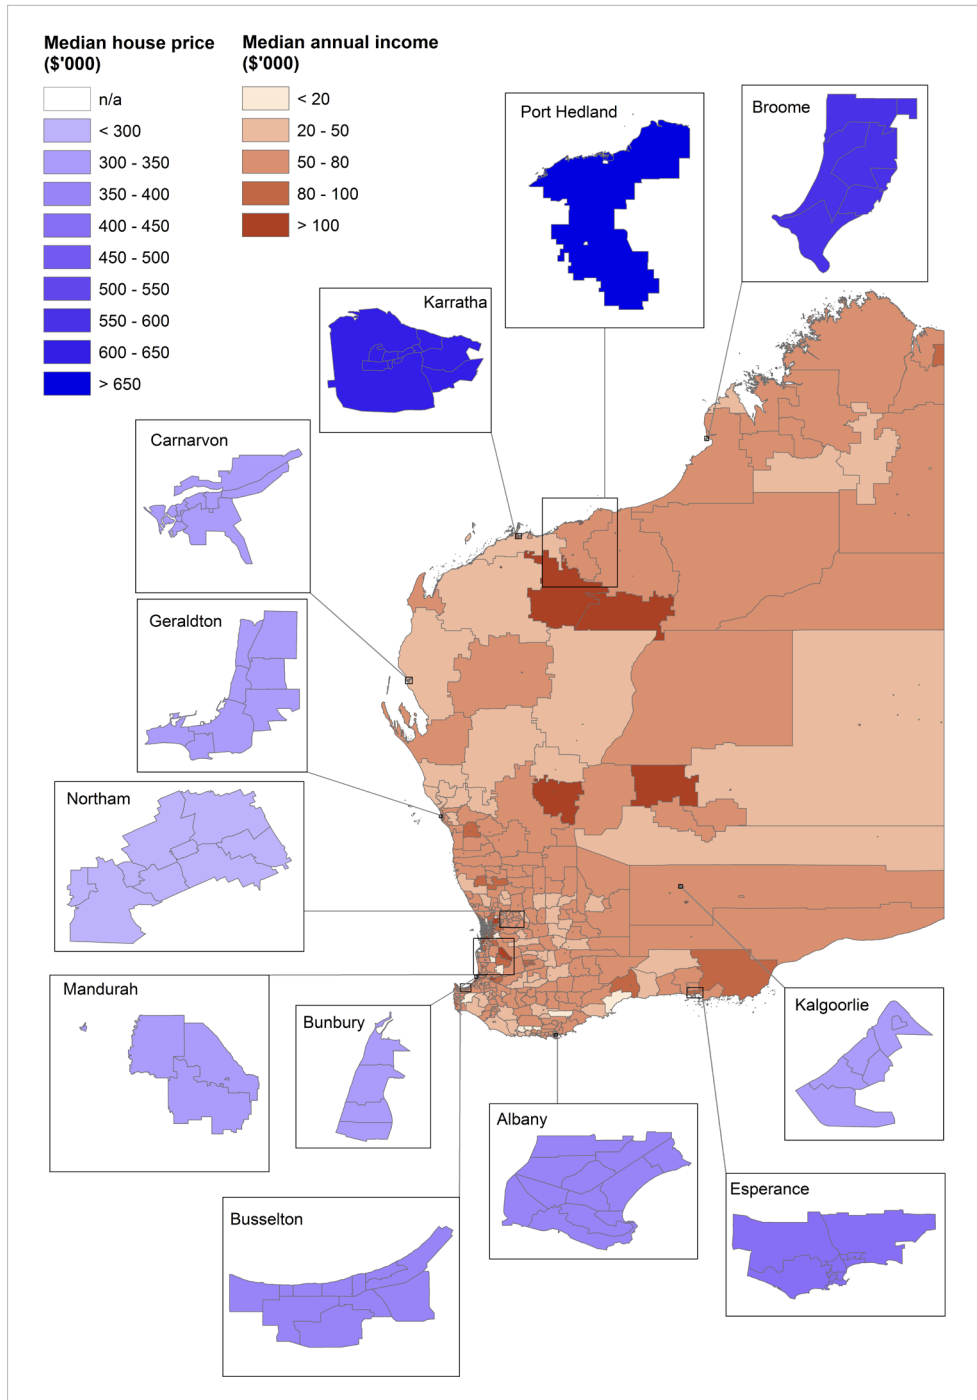 Median house price
($'000)
n/a
< 300
300 - 350
350 - 400
400 - 450
450 - 500
500 - 550
550 - 600
600 - 650
> 650
Median annual income
($'000)
< 20
20 - 50
50 - 80
80 - 100
> 100
Port Hedland
Broome
Karratha
Carnarvon
Geraldton
Northam
Mandurah
Bunbury
Kalgoorlie
Albany
Esperance
Busselton